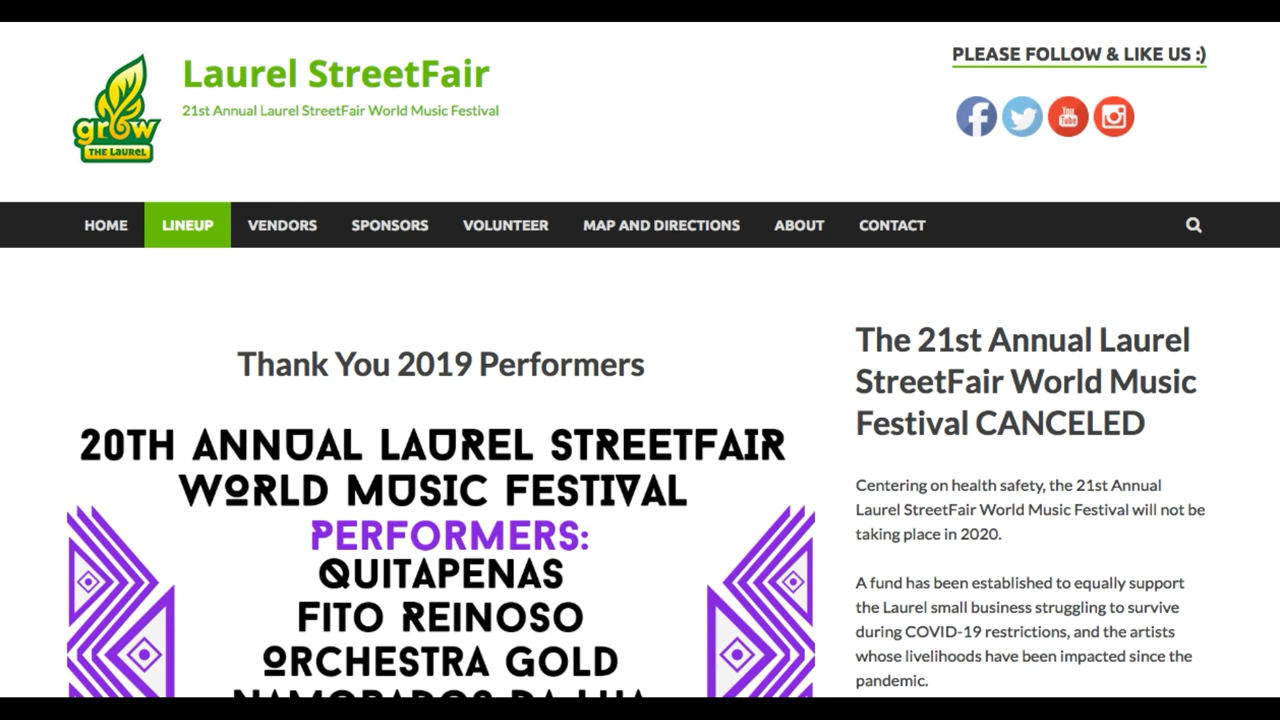 grow
THE LAUREL
Laurel StreetFair
21st Annual Laurel StreetFair World Music Festival
PLEASE FOLLOW & LIKE US :)
You
Tube
HOME LINEUP VENDORS SPONSORS VOLUNTEER MAP AND DIRECTIONS ABOUT CONTACT
Thank You 2019 Performers
20TH ANNUAL LAUREL STREETFAIR
WORLD MUSIC FESTIVAL
PERFORMERS:
QUITAPENAS
FITO REINOSO
ORCHESTRA GOLD
NAMORADOS DA LUA
The 21st Annual Laurel
StreetFair World Music
Festival CANCELED
Centering on health safety, the 21st Annual
Laurel StreetFair World Music Festival will not be
taking place in 2020.
A fund has been established to equally support
the Laurel small business struggling to survive
during COVID-19 restrictions, and the artists
whose livelihoods have been impacted since the
pandemic.